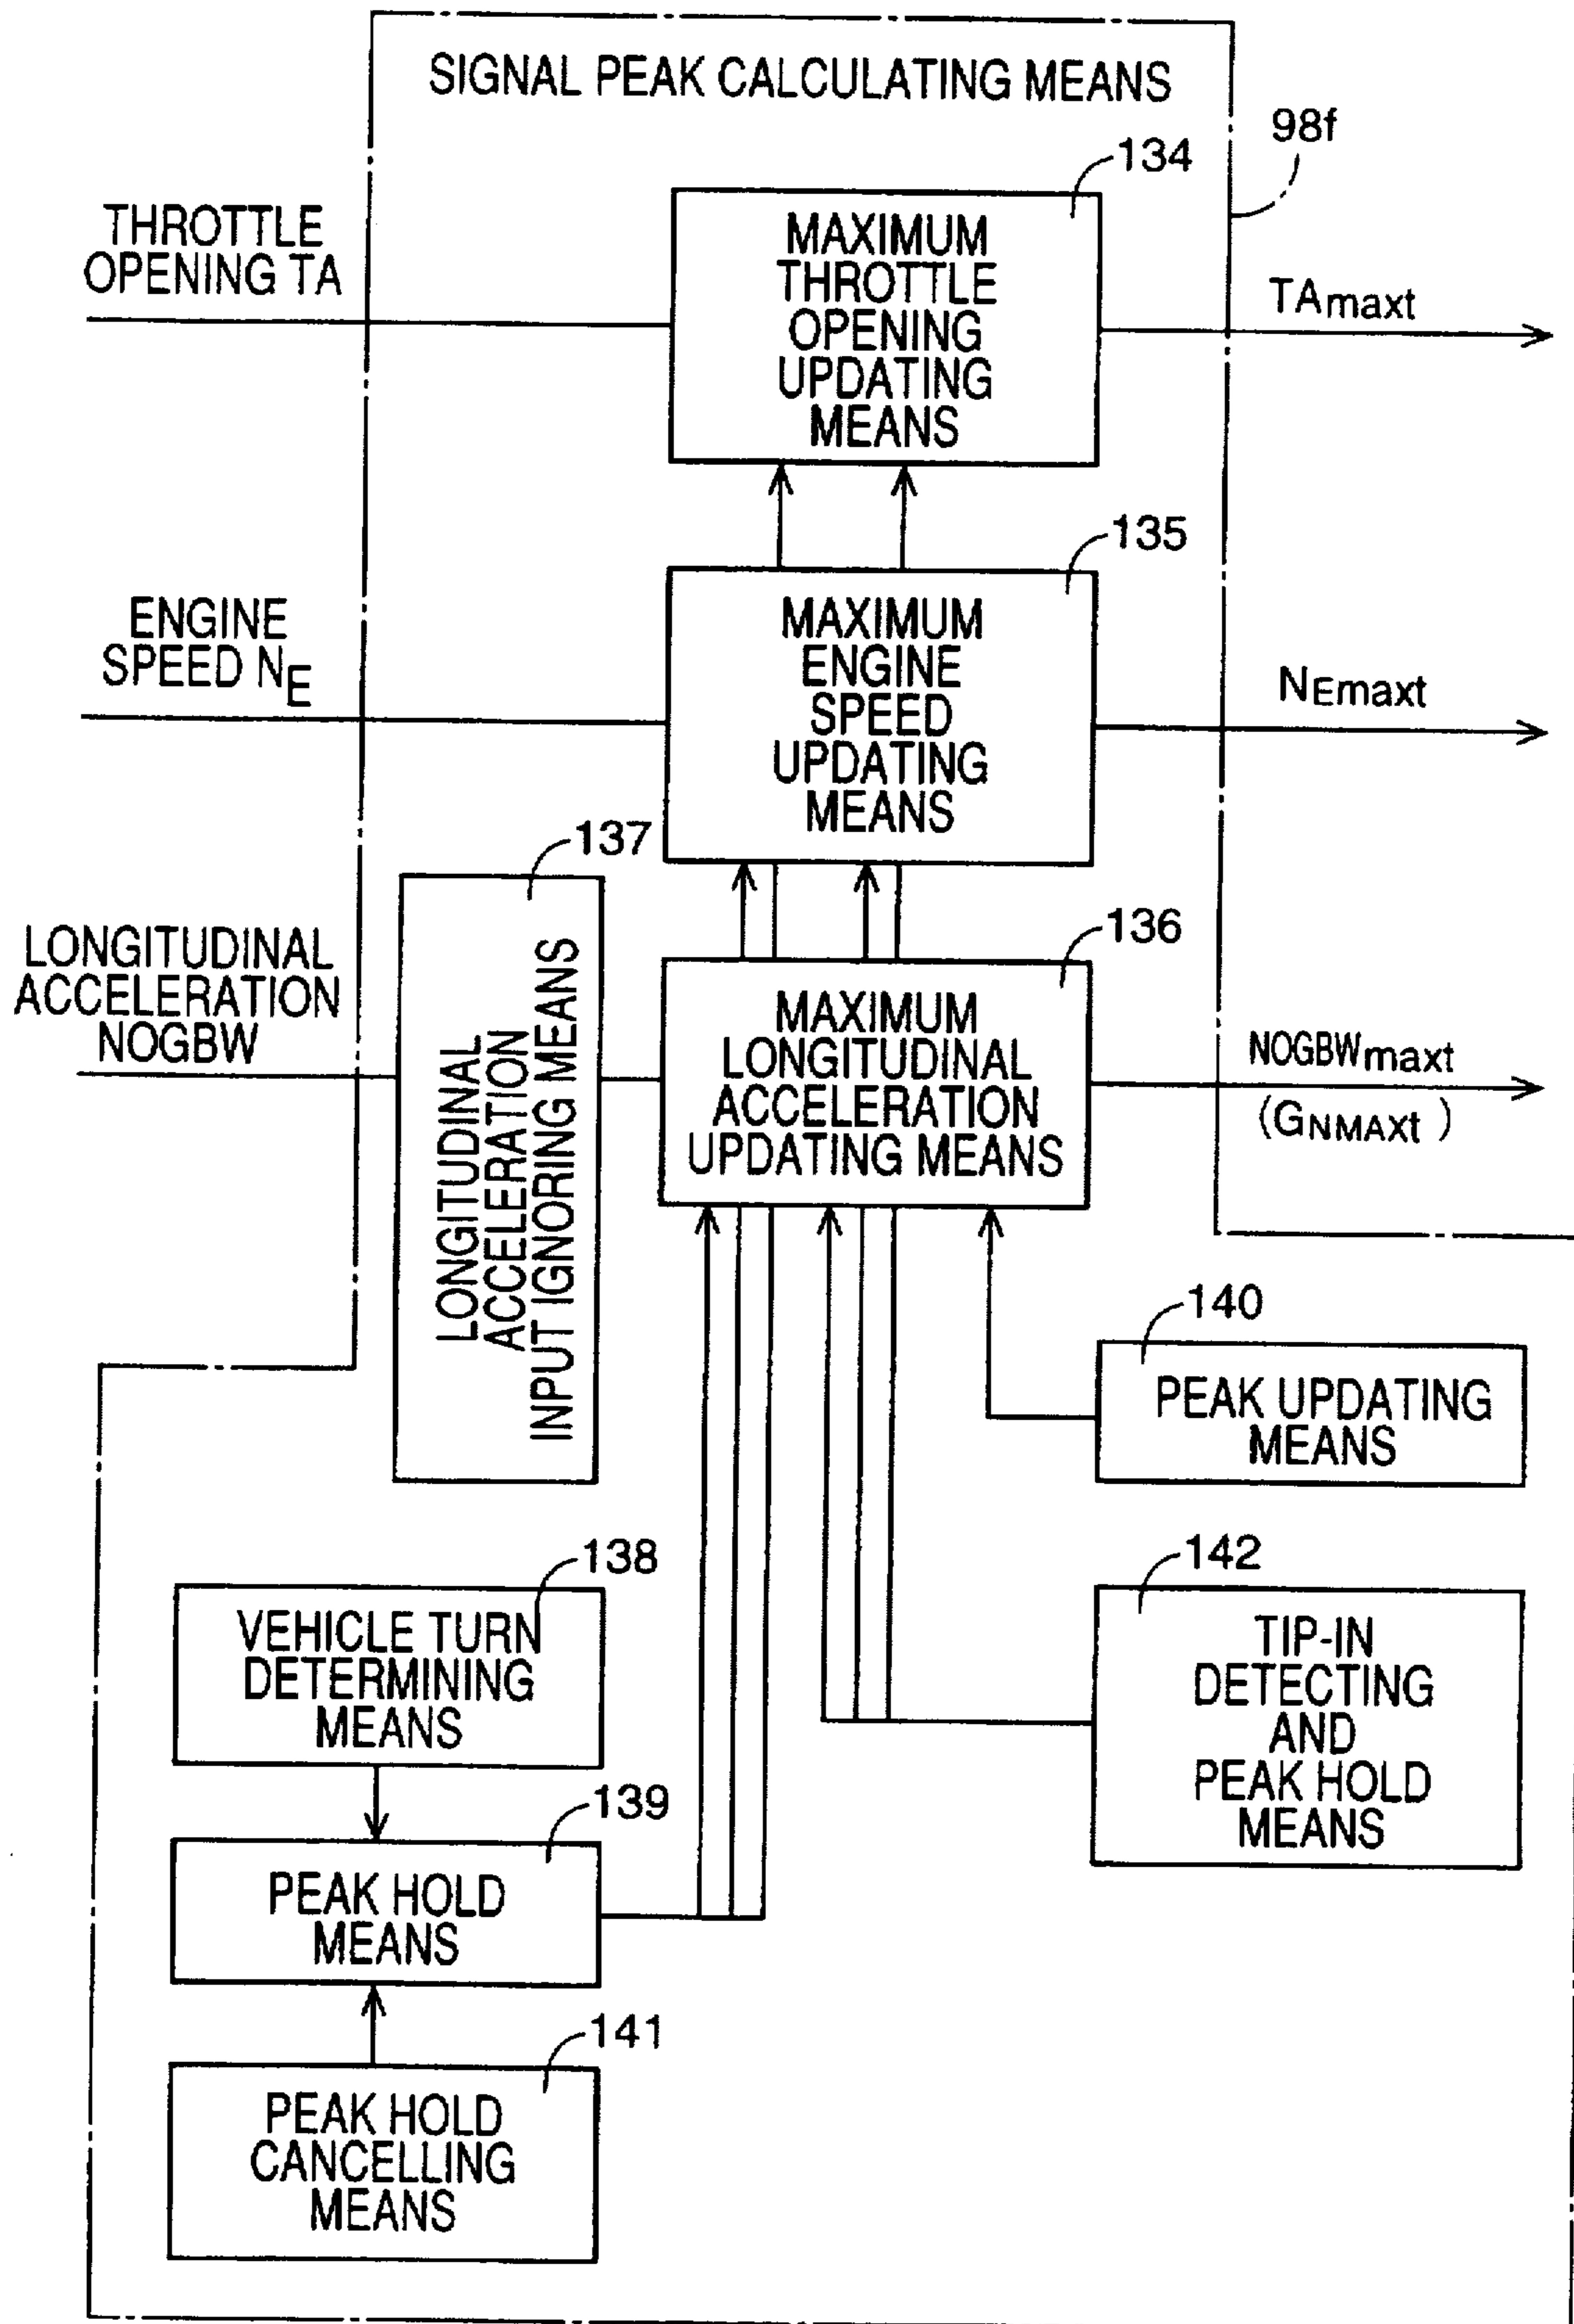 SIGNAL PEAK CALCULATING MEANS
98f
134
THROTTLE
OPENING TA
MAXIMUM
THROTTLE
OPENING
UPDATING
MEANS
TAmaxt
135
ENGINE
SPEED NE
MAXIMUM
ENGINE
SPEED
UPDATING
MEANS
NEmaxt
137
LONGITUDINAL
ACCELERATION
NOGBW
LONGITUDINAL
ACCELERATION
INPUT IGNORING MEANS
136
MAXIMUM
LONGITUDINAL
ACCELERATION
UPDATING MEANS
NOGBWmaxt
(GNMAXt)
140
PEAK UPDATING
MEANS
138
VEHICLE TURN
DETERMINING
MEANS
142
TIP-IN
DETECTING
AND
PEAK HOLD
MEANS
139
PEAK HOLD
MEANS
141
PEAK HOLD
CANCELLING
MEANS